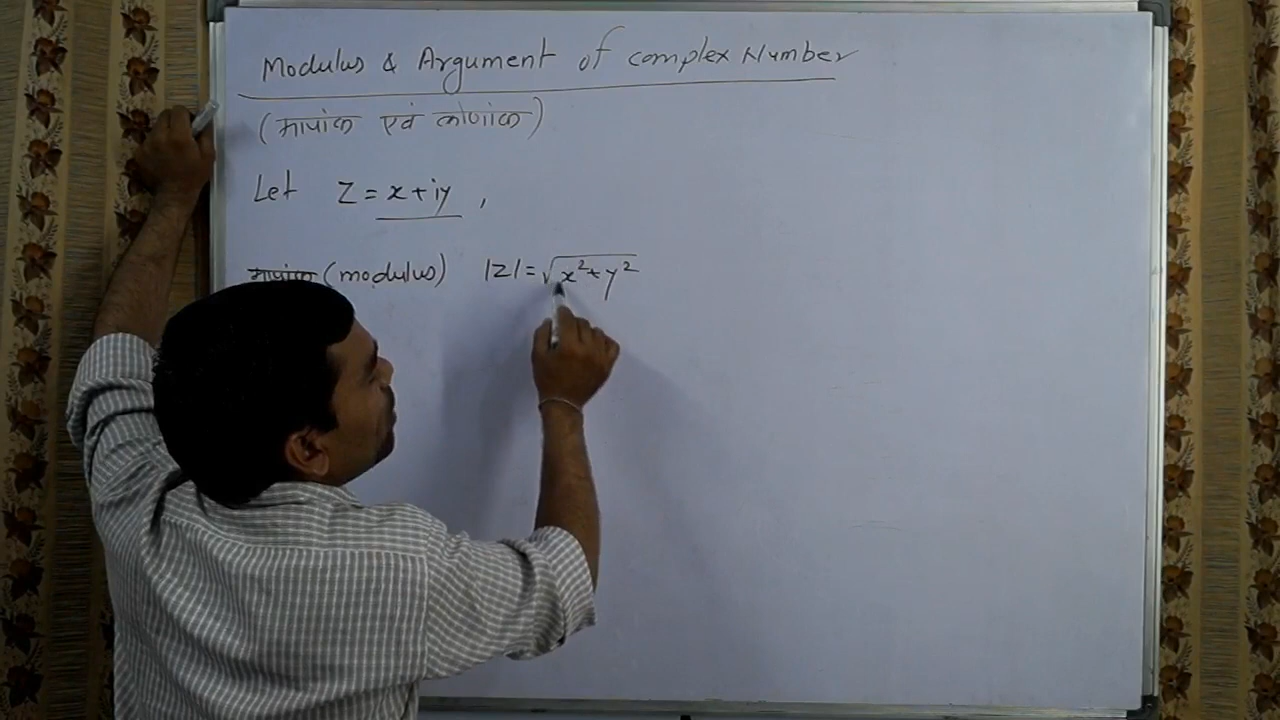 Modulus & Argument of complex Number
(मापांक एवं कोणांक)
Let Z = x + iy ,
मापांक (modulus) |Z| = √x² + y²